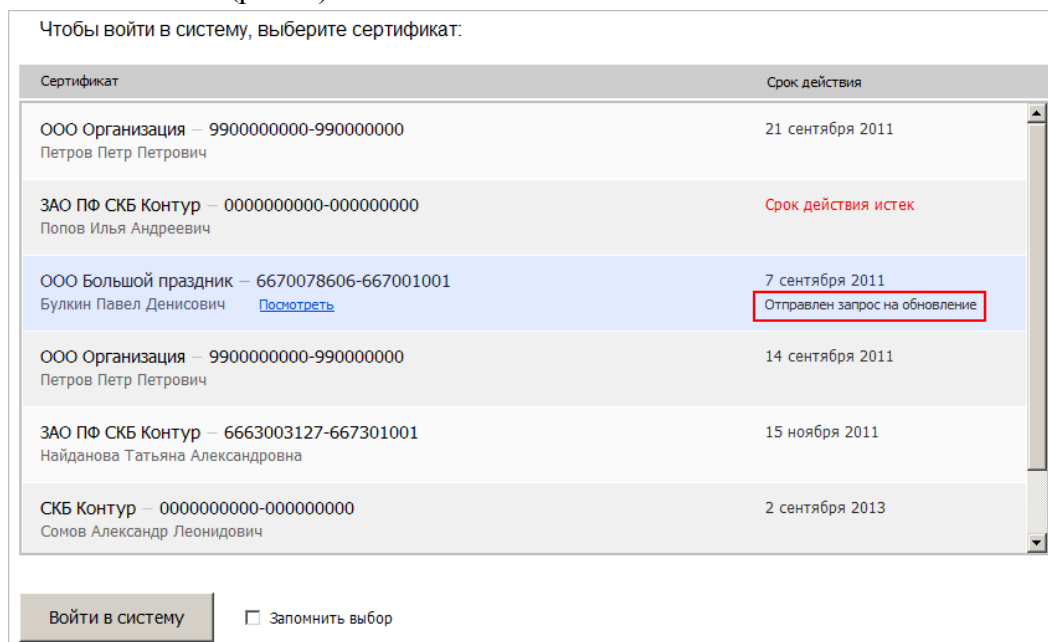 Чтобы войти в систему, выберите сертификат:
Сертификат Срок действия
ООО Организация – 9900000000-990000000 21 сентября 2011
Петров Петр Петрович
ЗАО ПФ СКБ Контур – 0000000000-000000000 Срок действия истек
Попов Илья Андреевич
ООО Большой праздник – 6670078606-667001001 7 сентября 2011
Булкин Павел Денисович Посмотреть Отправлен запрос на обновление
ООО Организация – 9900000000-990000000 14 сентября 2011
Петров Петр Петрович
ЗАО ПФ СКБ Контур – 6663003127-667301001 15 ноября 2011
Найданова Татьяна Александровна
СКБ Контур – 0000000000-000000000 2 сентября 2013
Сомов Александр Леонидович
Войти в систему Запомнить выбор